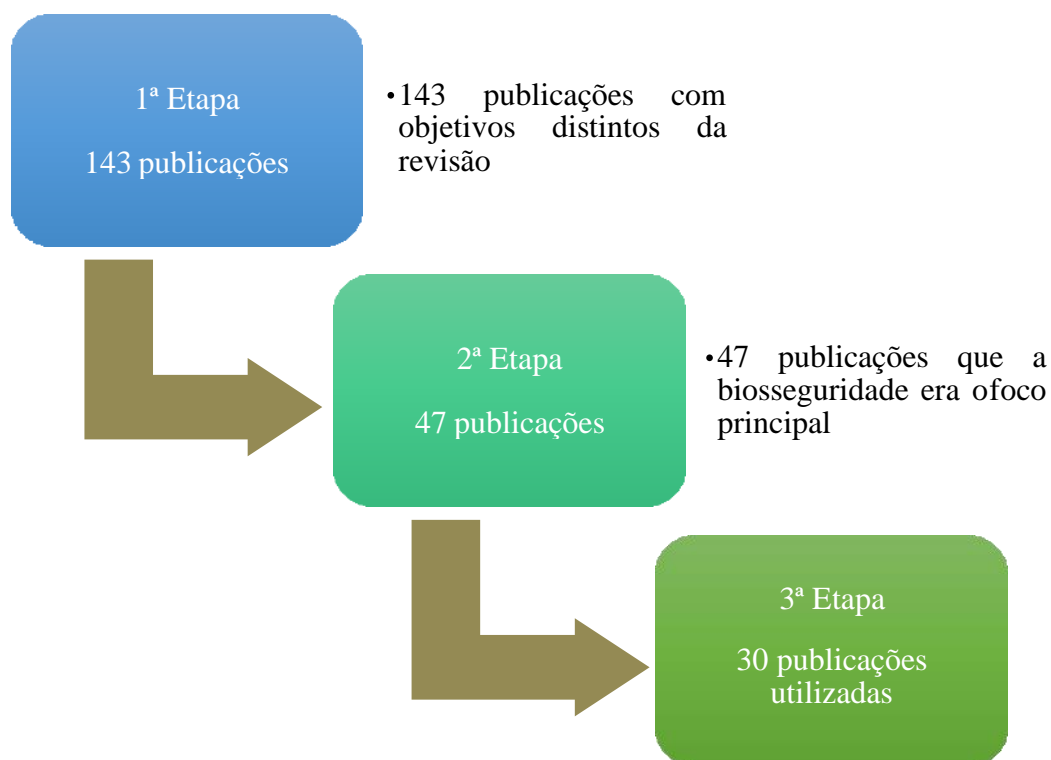 1ª Etapa
143 publicações
•143 publicações com
objetivos distintos da
revisão
2ª Etapa
47 publicações
•47 publicações que a
biosseguridade era ofoco
principal
3ª Etapa
30 publicações
utilizadas